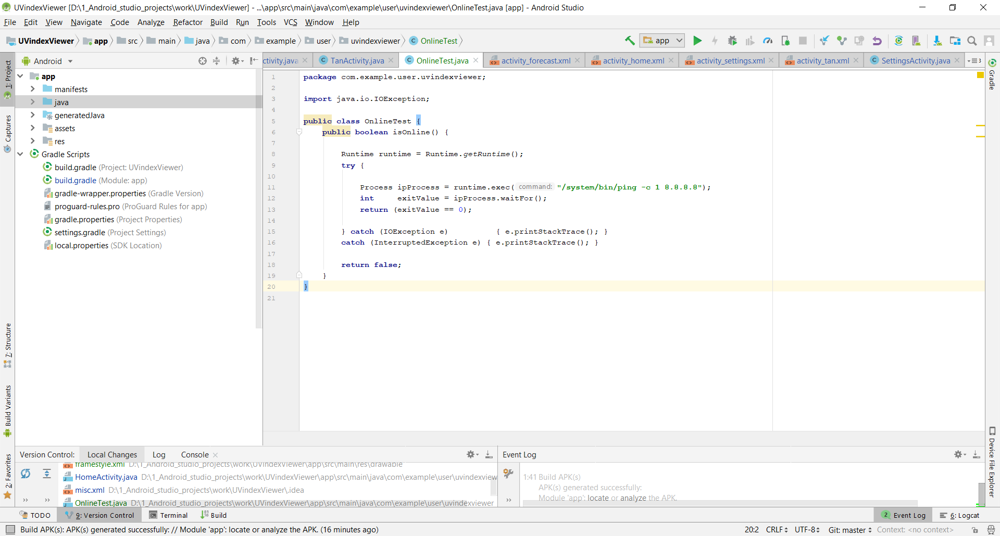 UVindexViewer [D:\1_Android_studio_projects\work\UVindexViewer] - ...\app\src\main\java\com\example\user\uvindexviewer\OnlineTest.java [app] - Android Studio
File Edit View Navigate Code Analyze Refactor Build Run Tools VCS Window Help
UVindexViewer app src main java com example user uvindexviewer OnlineTest app
Android
ctivity.java TanActivity.java OnlineTest.java activity_forecast.xml activity_home.xml activity_settings.xml activity_tan.xml SettingsActivity.java 3
1: Project
Captures
7: Structure
Build Variants
2: Favorites
app
manifests
java
generatedJava
assets
res
Gradle Scripts
build.gradle (Project: UVindexViewer)
build.gradle (Module: app)
gradle-wrapper.properties (Gradle Version)
proguard-rules.pro (ProGuard Rules for app)
gradle.properties (Project Properties)
settings.gradle (Project Settings)
local.properties (SDK Location)
1 package com.example.user.uvindexviewer;
2
3 import java.io.IOException;
4
5 public class OnlineTest {
6 public boolean isOnline() {
7
8 Runtime runtime = Runtime.getRuntime();
9 try {
10
11 Process ipProcess = runtime.exec( command: "/system/bin/ping -c 1 8.8.8.8");
12 int     exitValue = ipProcess.waitFor();
13 return (exitValue == 0);
14
15 } catch (IOException e)          { e.printStackTrace(); }
16 catch (InterruptedException e) { e.printStackTrace(); }
17
18 return false;
19 }
20 }
21
Gradle
Device File Explorer
Version Control: Local Changes Log Console
framestyle.xml D:\1_Android_studio_projects\work\UVindexViewer\app\src\main\res\drawable
HomeActivity.java D:\1_Android_studio_projects\work\UVindexViewer\app\src\main\java\com\example\user\uvindexview
misc.xml D:\1_Android_studio_projects\work\UVindexViewer\.idea
OnlineTest.java D:\1_Android_studio_projects\work\UVindexViewer\app\src\main\java\com\example\user\uvindexviewer
Event Log
1:41 Build APK(s)
APK(s) generated successfully:
Module 'app': locate or analyze the APK.
TODO 9: Version Control Terminal Build 2 Event Log 6: Logcat
Build APK(s): APK(s) generated successfully: // Module 'app': locate or analyze the APK. (16 minutes ago) 20:2 CRLF UTF-8 Git: master Context: <no context>